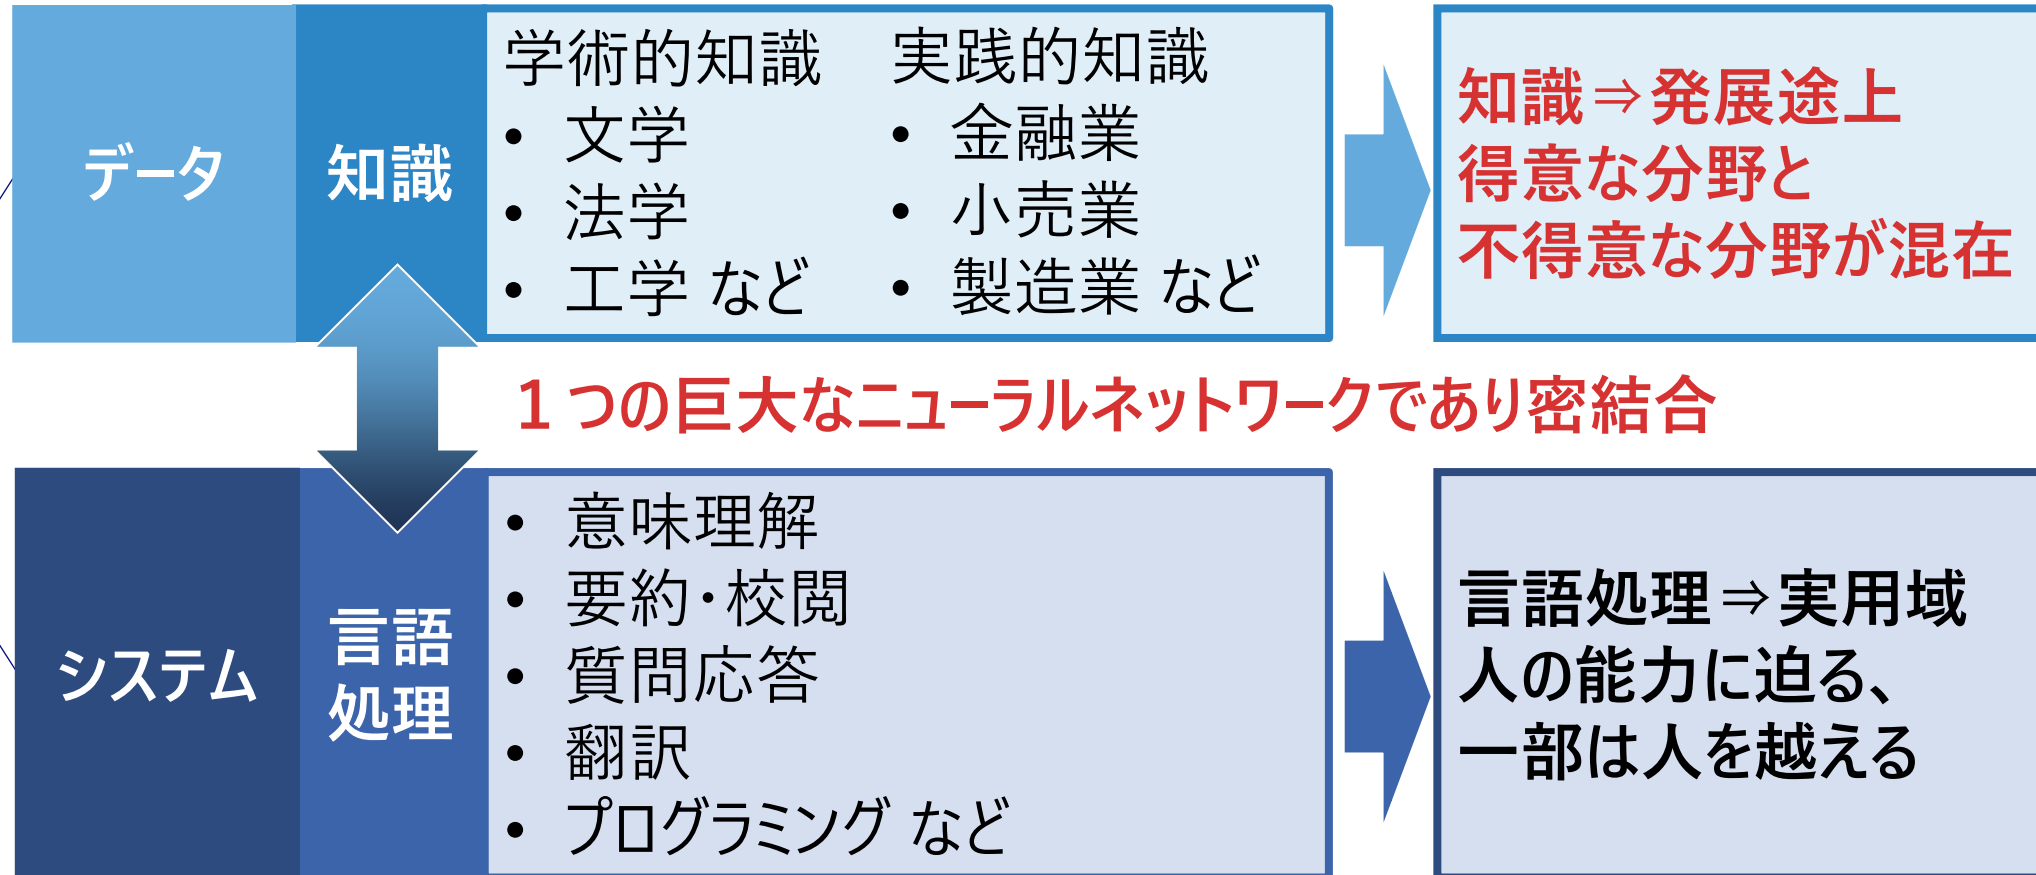 データ
知識
学術的知識
• 文学
• 法学
• 工学 など
実践的知識
• 金融業
• 小売業
• 製造業 など
知識⇒発展途上
得意な分野と
不得意な分野が混在
1つの巨大なニューラルネットワークであり密結合
システム
言語
処理
• 意味理解
• 要約・校閲
• 質問応答
• 翻訳
• プログラミング など
言語処理⇒実用域
人の能力に迫る、
一部は人を越える